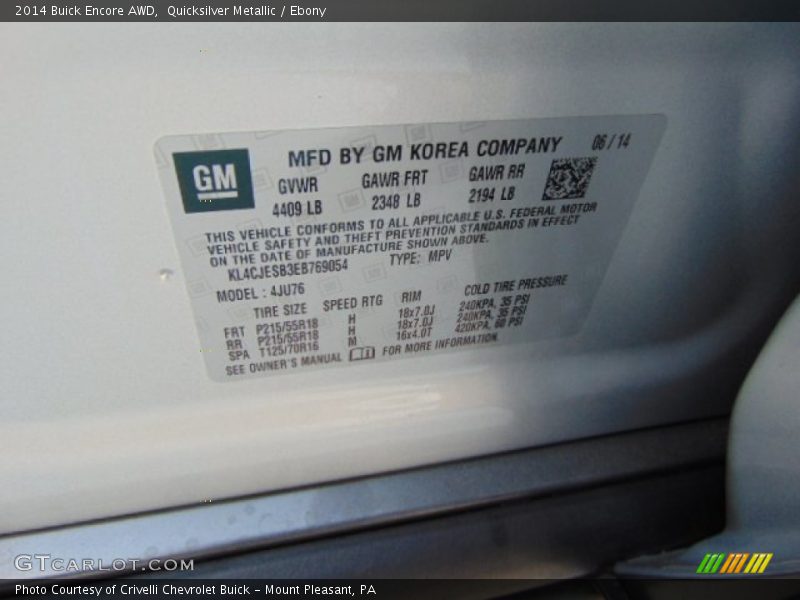 2014 Buick Encore AWD,  Quicksilver Metallic / Ebony
GM
MFD BY GM KOREA COMPANY 06 / 14
GVWR GAWR FRT GAWR RR
4409 LB 2348 LB 2194 LB
THIS VEHICLE CONFORMS TO ALL APPLICABLE U.S. FEDERAL MOTOR
VEHICLE SAFETY AND THEFT PREVENTION STANDARDS IN EFFECT
ON THE DATE OF MANUFACTURE SHOWN ABOVE.
KL4CJESB3EB769054 TYPE: MPV
MODEL : 4JU76
TIRE SIZE SPEED RTG RIM COLD TIRE PRESSURE
FRT P215/55R18 H 18x7.0J 240KPA, 35 PSI
RR P215/55R18 H 18x7.0J 240KPA, 35 PSI
SPA T125/70R16 M 16x4.0T 420KPA, 60 PSI
SEE OWNER'S MANUAL FOR MORE INFORMATION
GTCARLOT.COM
Photo Courtesy of Crivelli Chevrolet Buick - Mount Pleasant, PA